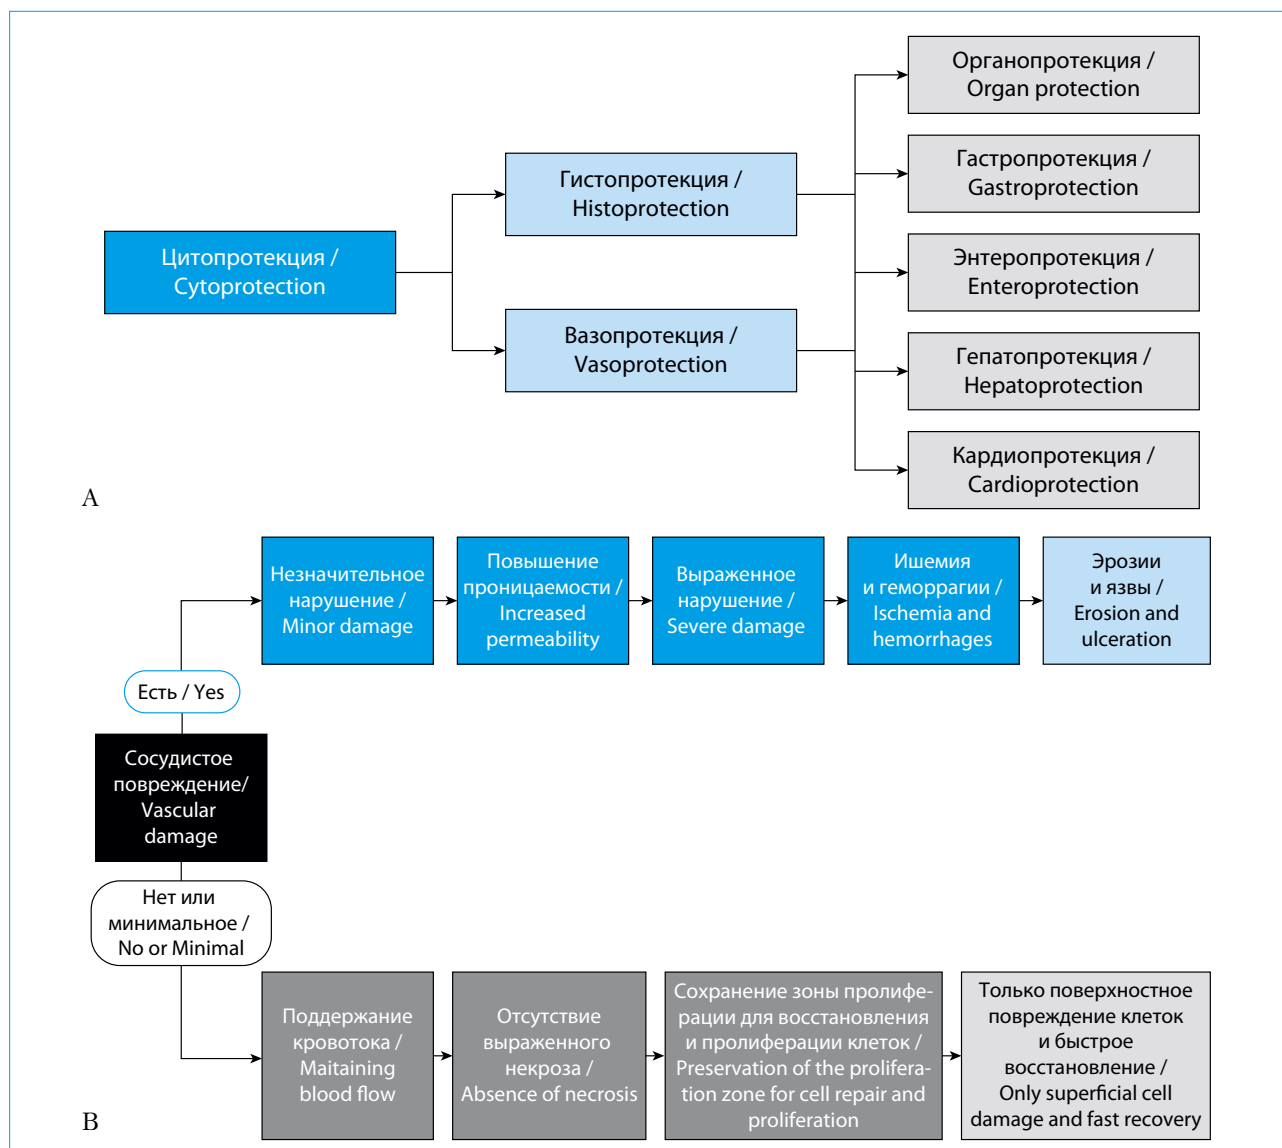 Органопротекция /
Organ protection
Гистопротекция /
Histoprotection
Гастропротекция /
Gastroprotection
Цитопротекция /
Cytoprotection
Энтеропротекция /
Enteroprotection
Вазопротекция /
Vasoprotection
Гепатопротекция /
Hepatoprotection
Кардиопротекция /
Cardioprotection
A
Незначительное
нарушение /
Minor damage
Повышение
проницаемости /
Increased
permeability
Выраженное
нарушение /
Severe damage
Ишемия
и геморрагии /
Ischemia and
hemorrhages
Эрозии
и язвы /
Erosion and
ulceration
Есть / Yes
Сосудистое
повреждение/
Vascular
damage
Нет или
минимальное /
No or Minimal
Поддержание
кровотока /
Maitaining
blood flow
Отсутствие
выраженного
некроза /
Absence of necrosis
Сохранение зоны пролифе-
рации для восстановления
и пролиферации клеток /
Preservation of the prolifera-
tion zone for cell repair and
proliferation
Только поверхностное
повреждение клеток
и быстрое
восстановление /
Only superficial cell
damage and fast recovery
B